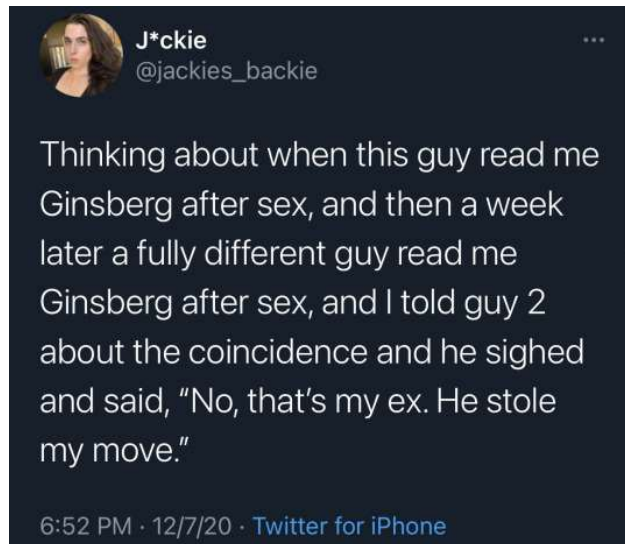 J*ckie
@jackies_backie
Thinking about when this guy read me
Ginsberg after sex, and then a week
later a fully different guy read me
Ginsberg after sex, and I told guy 2
about the coincidence and he sighed
and said, “No, that’s my ex. He stole
my move.”
6:52 PM · 12/7/20 · Twitter for iPhone